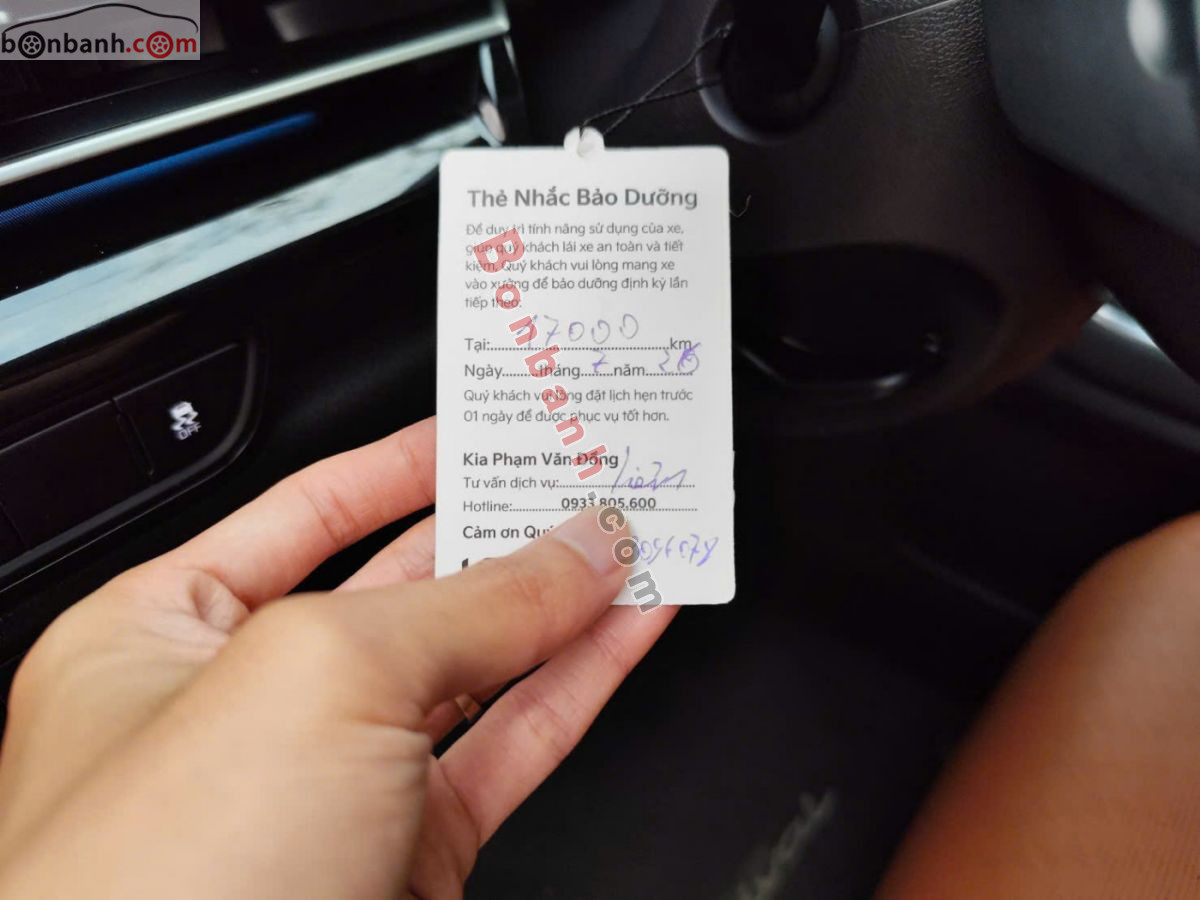 bonbanh.com
Thẻ Nhắc Bảo Dưỡng
Để duy trì tính năng sử dụng của xe,
giúp quý khách lái xe an toàn và tiết
kiệm. Quý khách vui lòng mang xe
vào xưởng để bảo dưỡng định kỳ lần
tiếp theo:
Tại: 17000 km
Ngày tháng 7 năm
Quý khách vui lòng đặt lịch hẹn trước
01 ngày để được phục vụ tốt hơn.
Kia Phạm Văn Đồng
Tư vấn dịch vụ:
Hotline: 0933.805.600
Cảm ơn Quý
Bonbanh.com
OFF